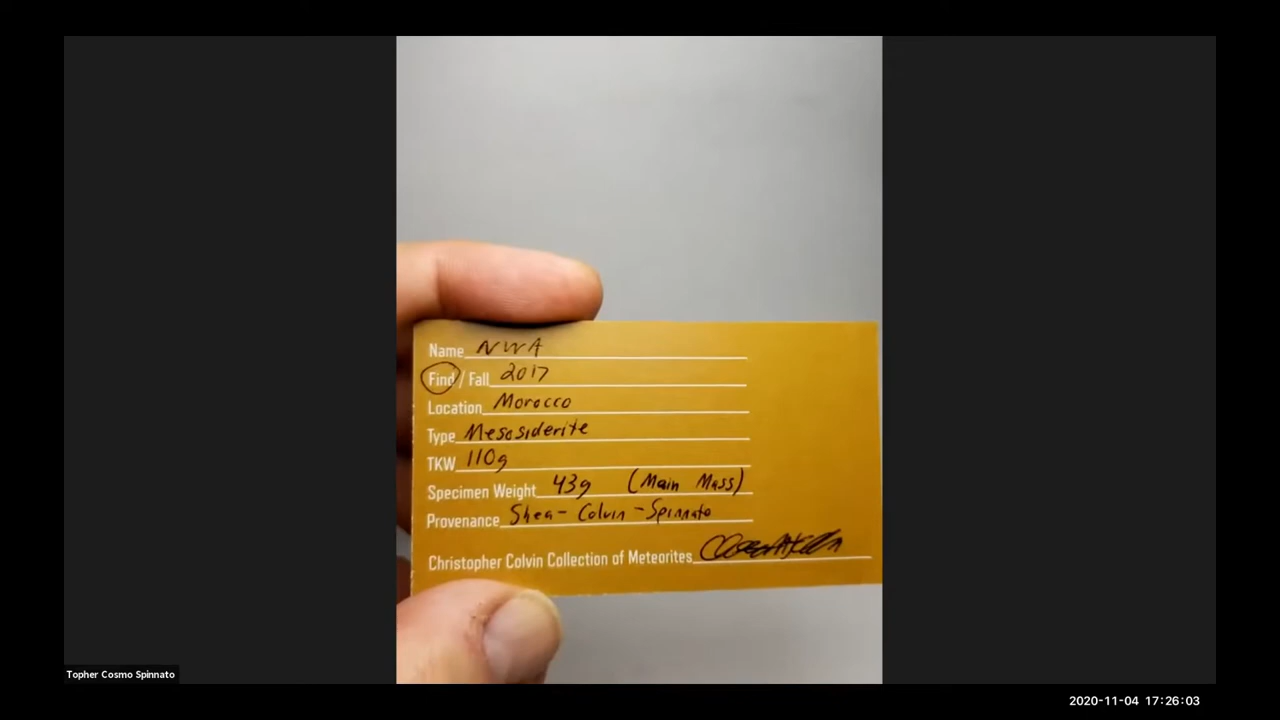 Name NWA
Find / Fall 2017
Location Morocco
Type Mesosiderite
TKW 110g
Specimen Weight 43g (Main Mass)
Provenance Shea - Colvin - Spinnato
Christopher Colvin Collection of Meteorites
Topher Cosmo Spinnato
2020-11-04 17:26:03